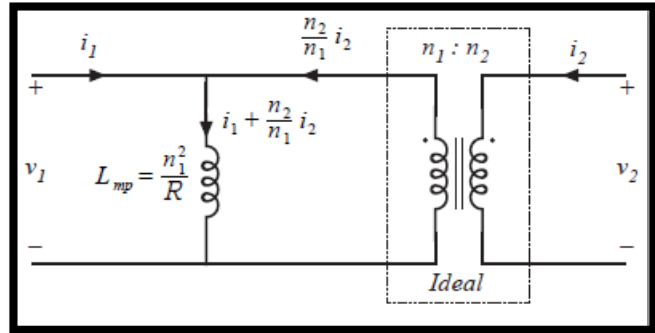 i₁
n₂/n₁ i₂
n₁ : n₂
i₂
+
+
i₁ + n₂/n₁ i₂
v₁
Lₘₚ = n₁²/R
v₂
−
−
Ideal